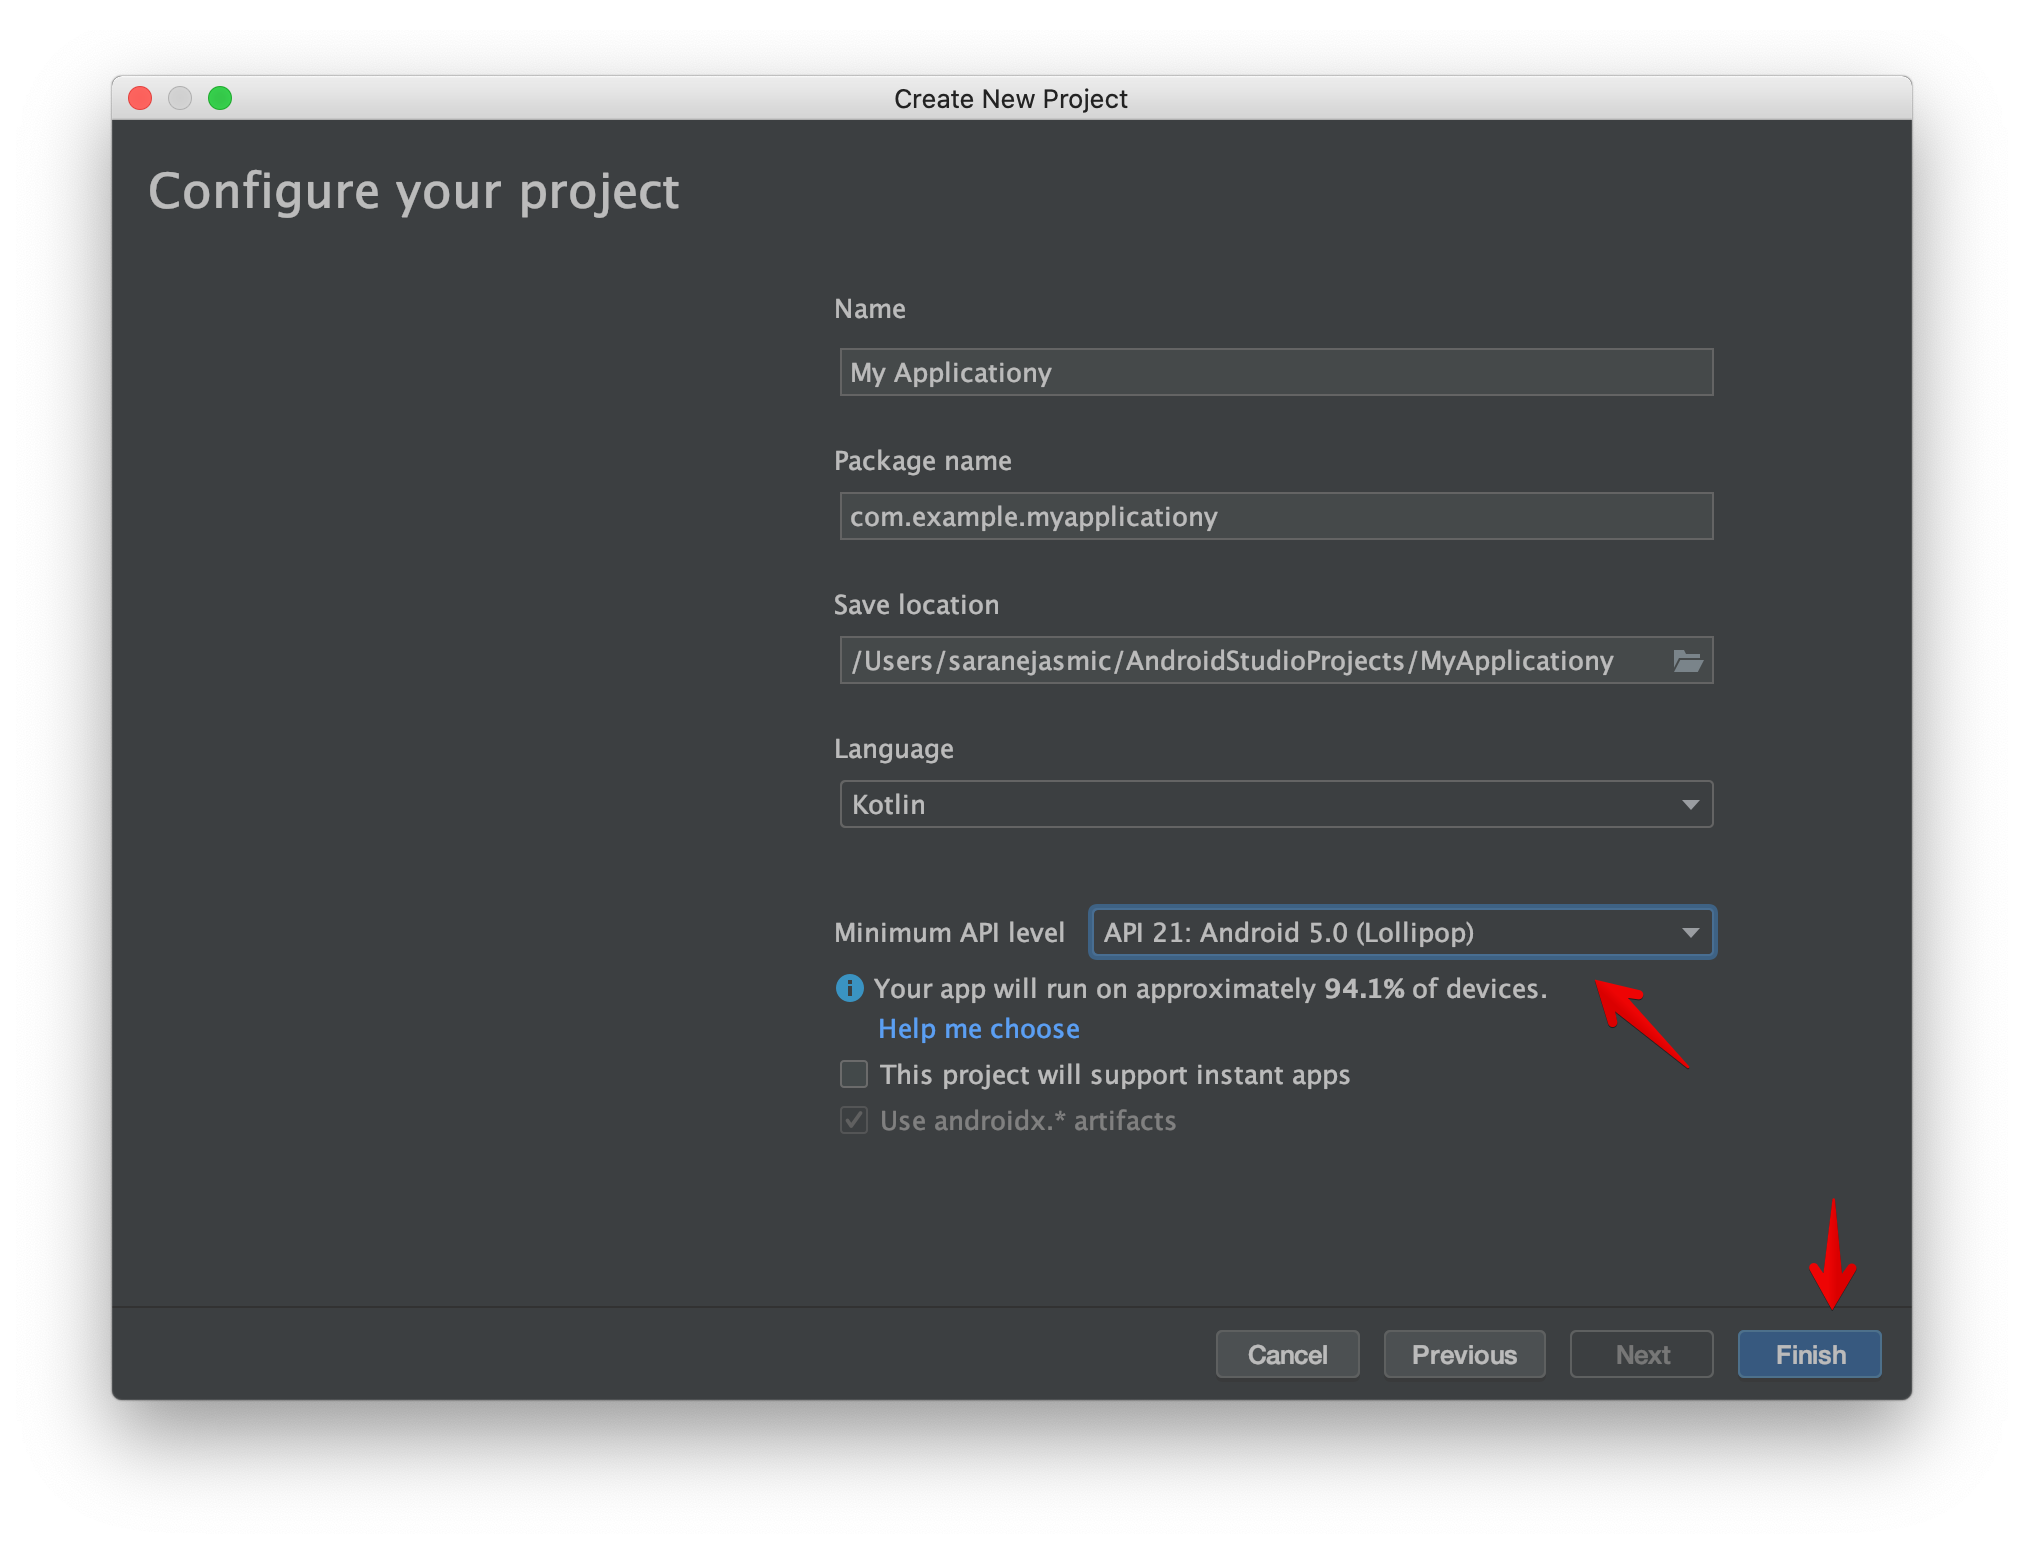 Create New Project
Configure your project
Name
My Applicationy
Package name
com.example.myapplicationy
Save location
/Users/saranejasmic/AndroidStudioProjects/MyApplicationy
Language
Kotlin
Minimum API level API 21: Android 5.0 (Lollipop)
Your app will run on approximately 94.1% of devices.
Help me choose
This project will support instant apps
Use androidx.* artifacts
Cancel Previous Next Finish